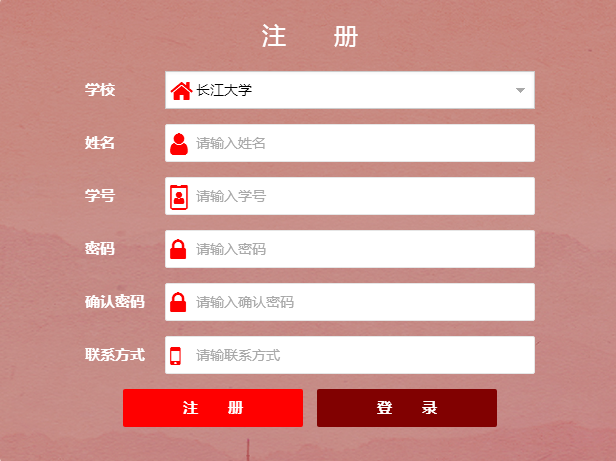 注 册
学校 长江大学
姓名 请输入姓名
学号 请输入学号
密码 请输入密码
确认密码 请输入确认密码
联系方式 请输联系方式
注 册 登 录